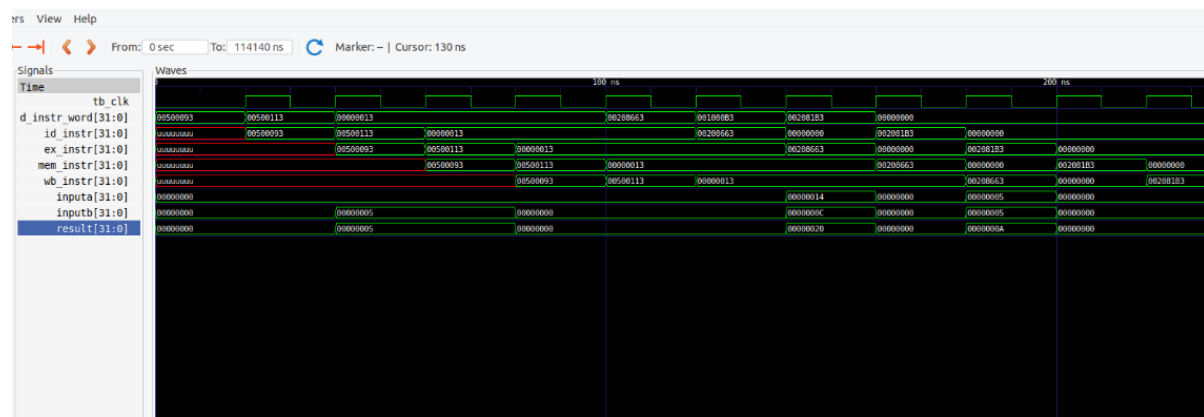 ers View Help
From: 0 sec To: 114140 ns Marker: -- | Cursor: 130 ns
Signals Waves
Time 100 ns 200 ns
tb_clk
d_instr_word[31:0] 00500093 00500113 00000013 00208663 001080B3 002081B3 00000000
id_instr[31:0] uuuuuuuu 00500093 00500113 00000013 00208663 00000000 002081B3 00000000
ex_instr[31:0] uuuuuuuu 00500093 00500113 00000013 00208663 00000000 002081B3 00000000
mem_instr[31:0] uuuuuuuu 00500093 00500113 00000013 00208663 00000000 002081B3 00000000
wb_instr[31:0] uuuuuuuu 00500093 00500113 00000013 00208663 00000000 002081B3
inputa[31:0] 00000000 00000014 00000000 00000005 00000000
inputb[31:0] 00000000 00000005 00000000 0000000C 00000000 00000005 00000000
result[31:0] 00000000 00000005 00000000 00000020 00000000 0000000A 00000000